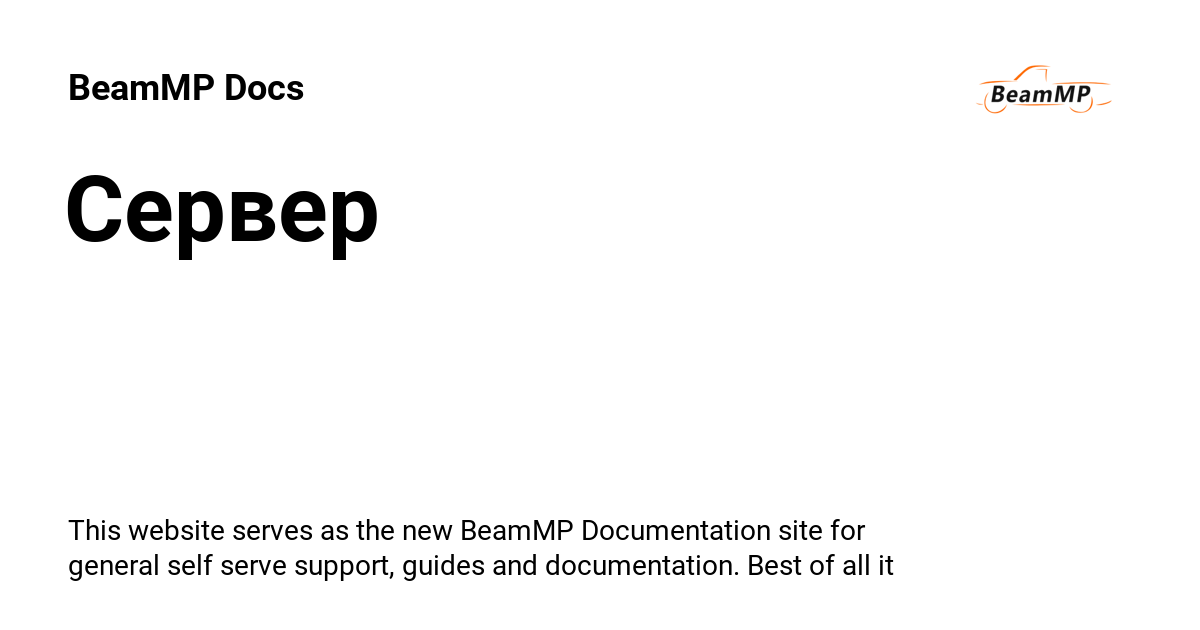 BeamMP Docs
BeamMP
Сервер
This website serves as the new BeamMP Documentation site for
general self serve support, guides and documentation. Best of all it